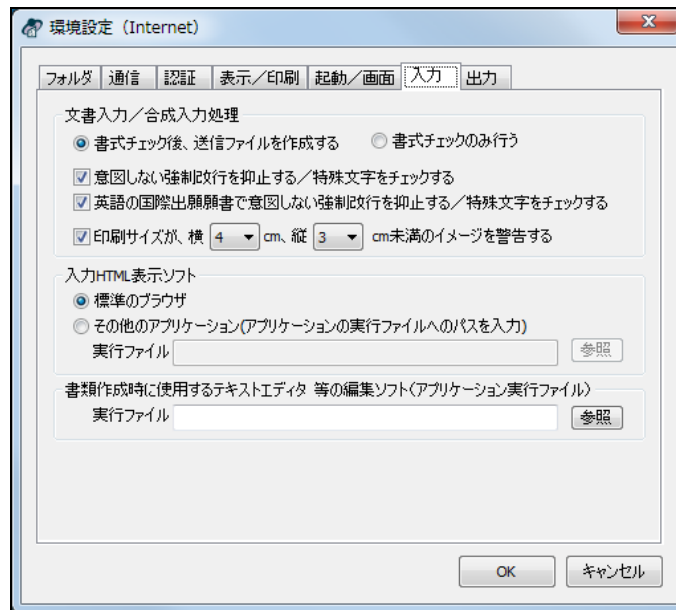 環境設定（Internet）
フォルダ 通信 認証 表示／印刷 起動／画面 入力 出力
文書入力／合成入力処理
書式チェック後、送信ファイルを作成する 書式チェックのみ行う
意図しない強制改行を抑止する／特殊文字をチェックする
英語の国際出願願書で意図しない強制改行を抑止する／特殊文字をチェックする
印刷サイズが、横 4 cm、縦 3 cm未満のイメージを警告する
入力HTML表示ソフト
標準のブラウザ
その他のアプリケーション(アプリケーションの実行ファイルへのパスを入力)
実行ファイル 参照
書類作成時に使用するテキストエディタ 等の編集ソフト(アプリケーション実行ファイル)
実行ファイル 参照
OK キャンセル